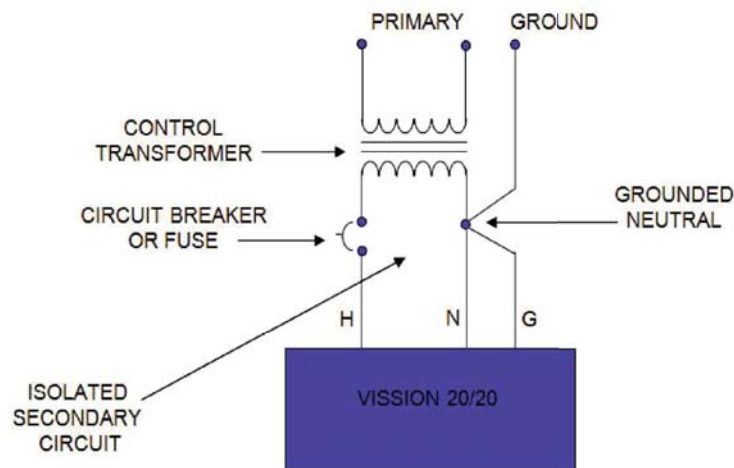 PRIMARY
GROUND
CONTROL
TRANSFORMER
CIRCUIT BREAKER
OR FUSE
GROUNDED
NEUTRAL
H
N
G
ISOLATED
SECONDARY
CIRCUIT
VISSION 20/20